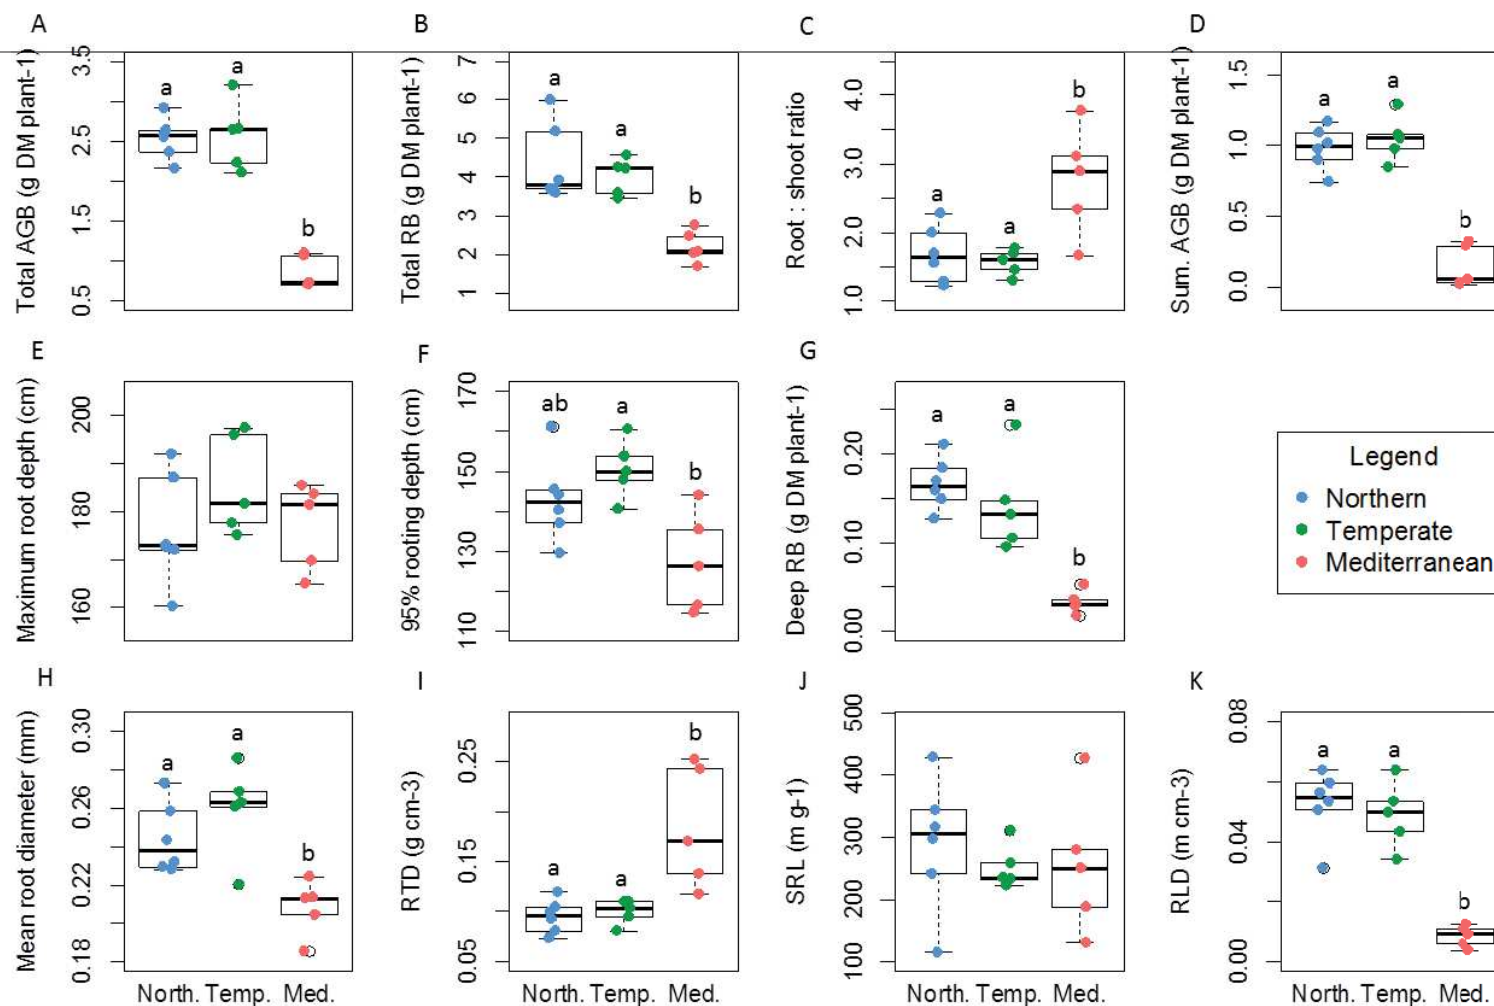 A
B
C
D
Total AGB (g DM plant-1)
3.5
2.5
1.5
0.5
a
a
b
Total RB (g DM plant-1)
7
6
5
4
3
2
1
a
a
b
Root : shoot ratio
4.0
3.0
2.0
1.0
a
a
b
Sum. AGB (g DM plant-1)
1.5
1.0
0.5
0.0
a
a
b
E
F
G
Maximum root depth (cm)
200
180
160
95% rooting depth (cm)
170
150
130
110
ab
a
b
Deep RB (g DM plant-1)
0.20
0.10
0.00
a
a
b
Legend
Northern
Temperate
Mediterranean
H
I
J
K
Mean root diameter (mm)
0.30
0.26
0.22
0.18
a
a
b
North. Temp. Med.
RTD (g cm-3)
0.25
0.15
0.05
a
a
b
North. Temp. Med.
SRL (m g-1)
500
400
300
200
100
North. Temp. Med.
RLD (m cm-3)
0.08
0.04
0.00
a
a
b
North. Temp. Med.